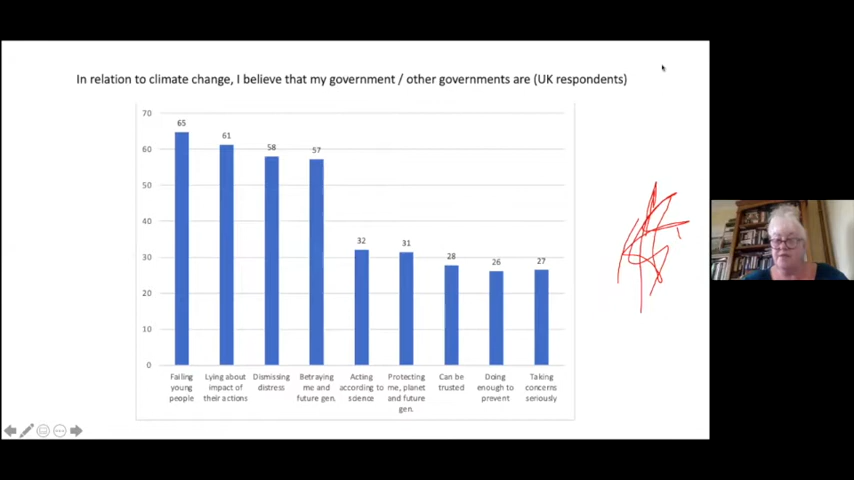 In relation to climate change, I believe that my government / other governments are (UK respondents)
70
60
50
40
30
20
10
0
65
61
58
57
32
31
28
26
27
Failing
young
people
Lying about
impact of
their actions
Dismissing
distress
Betraying
me and
future gen.
Acting
according to
science
Protecting
me, planet
and future
gen.
Can be
trusted
Doing
enough to
prevent
Taking
concerns
seriously